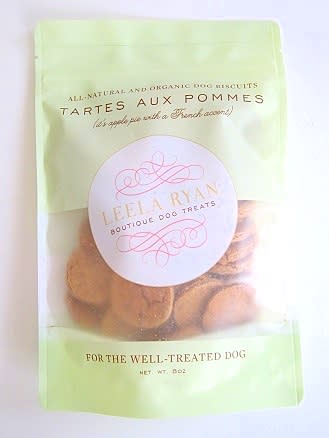 ALL-NATURAL AND ORGANIC DOG BISCUITS
TARTES AUX POMMES
(it's apple pie with a French accent)
LEELA RYAN
BOUTIQUE DOG TREATS
FOR THE WELL-TREATED DOG
NET. WT. 8OZ